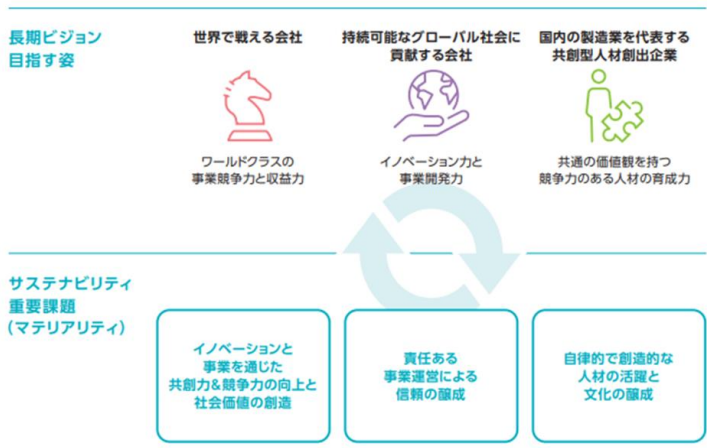 長期ビジョン
目指す姿
世界で戦える会社
ワールドクラスの
事業競争力と収益力
持続可能なグローバル社会に
貢献する会社
イノベーション力と
事業開発力
国内の製造業を代表する
共創型人材創出企業
共通の価値観を持つ
競争力のある人材の育成力
サステナビリティ
重要課題
(マテリアリティ)
イノベーションと
事業を通じた
共創力&競争力の向上と
社会価値の創造
責任ある
事業運営による
信頼の醸成
自律的で創造的な
人材の活躍と
文化の醸成